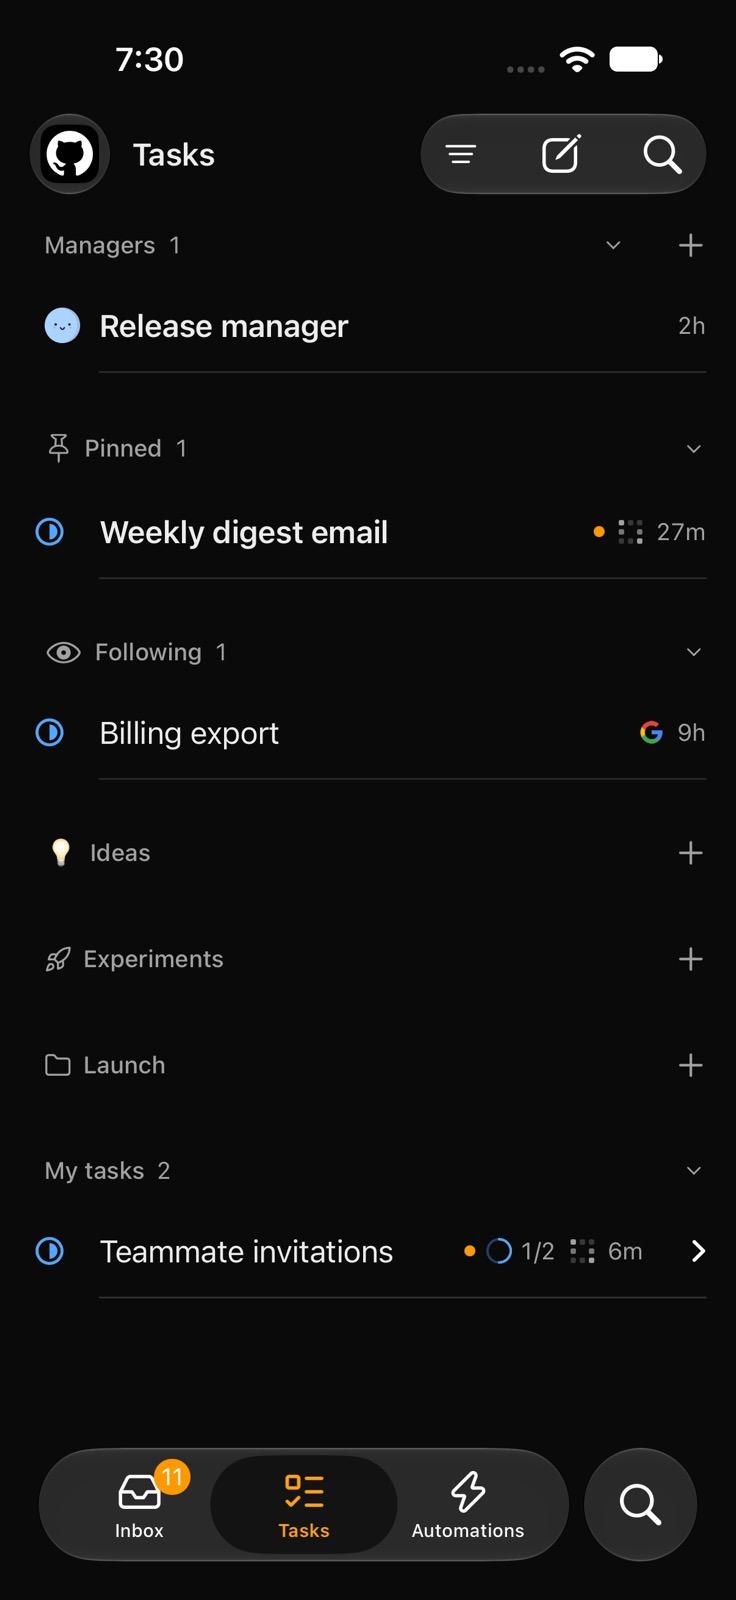 7:30
Tasks
Managers 1
Release manager 2h
Pinned 1
Weekly digest email 27m
Following 1
Billing export 9h
Ideas
Experiments
Launch
My tasks 2
Teammate invitations 1/2 6m
11
Inbox Tasks Automations